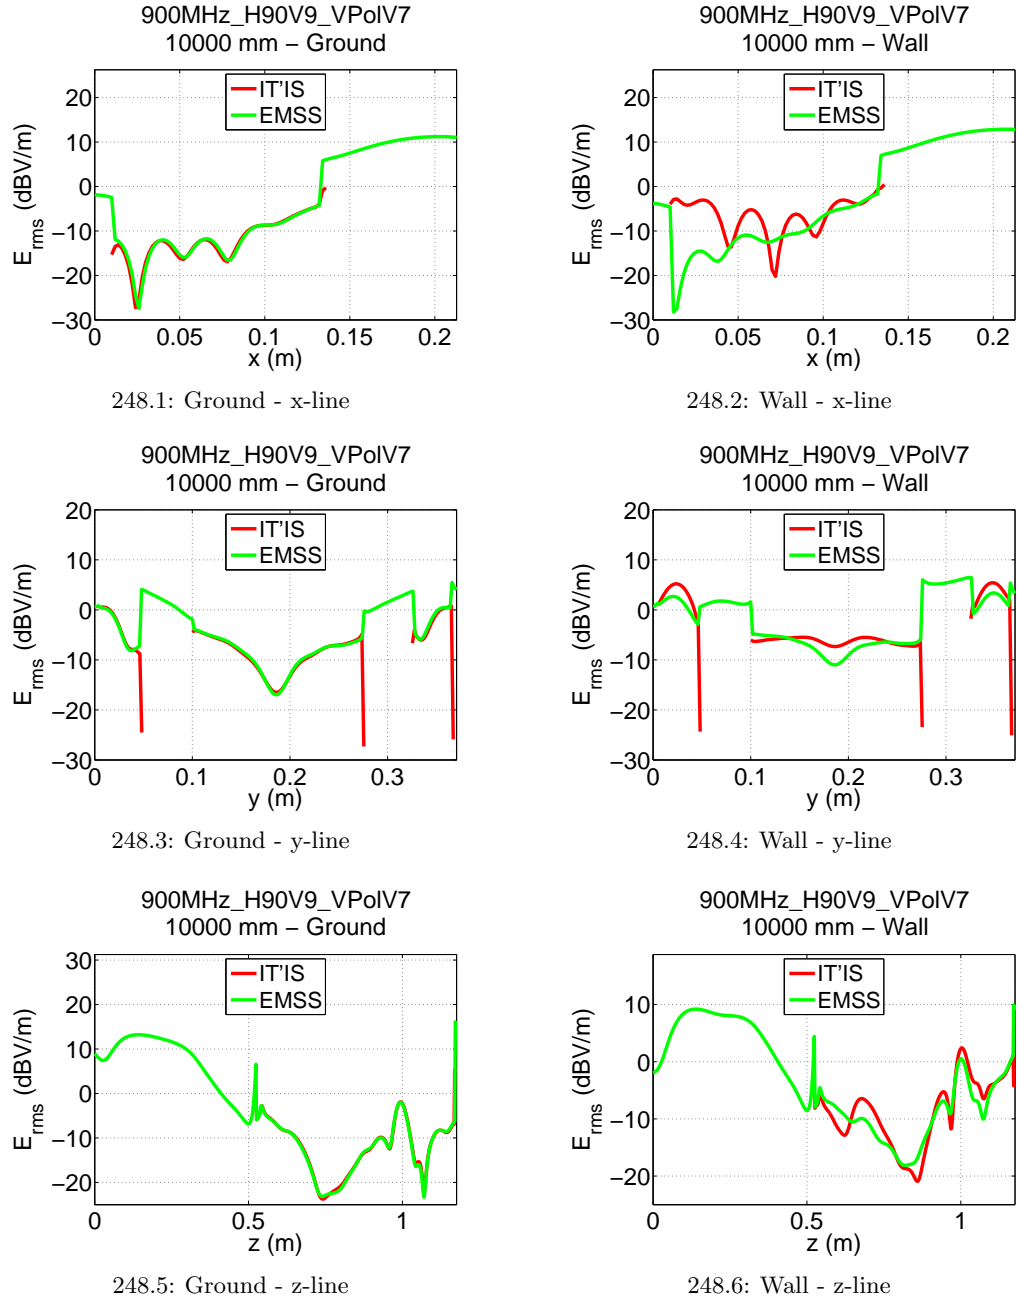 900MHz_H90V9_VPolV7
10000 mm – Ground
IT'IS
EMSS
E_rms (dBV/m)
20
10
0
−10
−20
−30
0
0.05
0.1
0.15
0.2
x (m)
248.1: Ground - x-line
900MHz_H90V9_VPolV7
10000 mm – Wall
IT'IS
EMSS
E_rms (dBV/m)
20
10
0
−10
−20
−30
0
0.05
0.1
0.15
0.2
x (m)
248.2: Wall - x-line
900MHz_H90V9_VPolV7
10000 mm – Ground
IT'IS
EMSS
E_rms (dBV/m)
20
10
0
−10
−20
−30
0
0.1
0.2
0.3
y (m)
248.3: Ground - y-line
900MHz_H90V9_VPolV7
10000 mm – Wall
IT'IS
EMSS
E_rms (dBV/m)
20
10
0
−10
−20
−30
0
0.1
0.2
0.3
y (m)
248.4: Wall - y-line
900MHz_H90V9_VPolV7
10000 mm – Ground
IT'IS
EMSS
E_rms (dBV/m)
30
20
10
0
−10
−20
0
0.5
1
z (m)
248.5: Ground - z-line
900MHz_H90V9_VPolV7
10000 mm – Wall
IT'IS
EMSS
E_rms (dBV/m)
10
0
−10
−20
0
0.5
1
z (m)
248.6: Wall - z-line